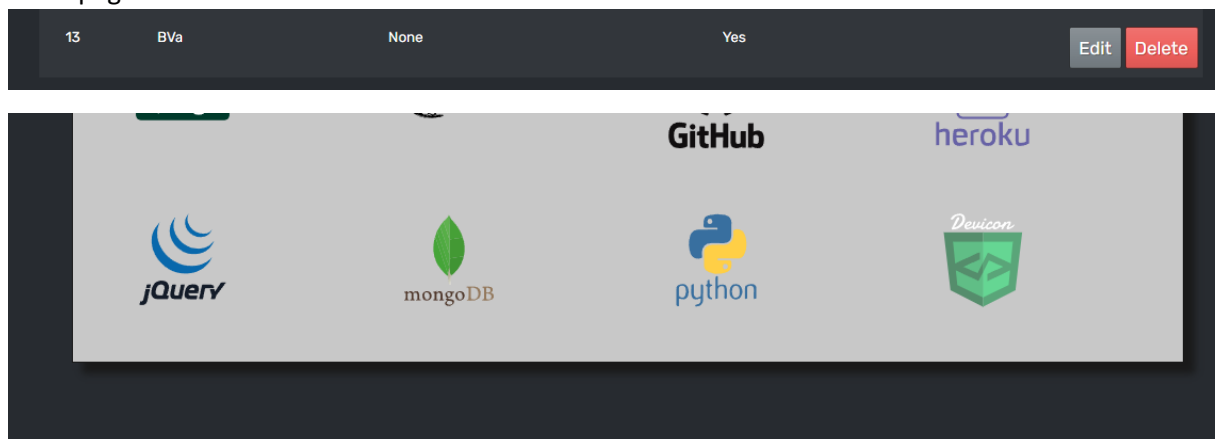 13 BVa None Yes Edit Delete
GitHub heroku
jQuery mongoDB python Devicon